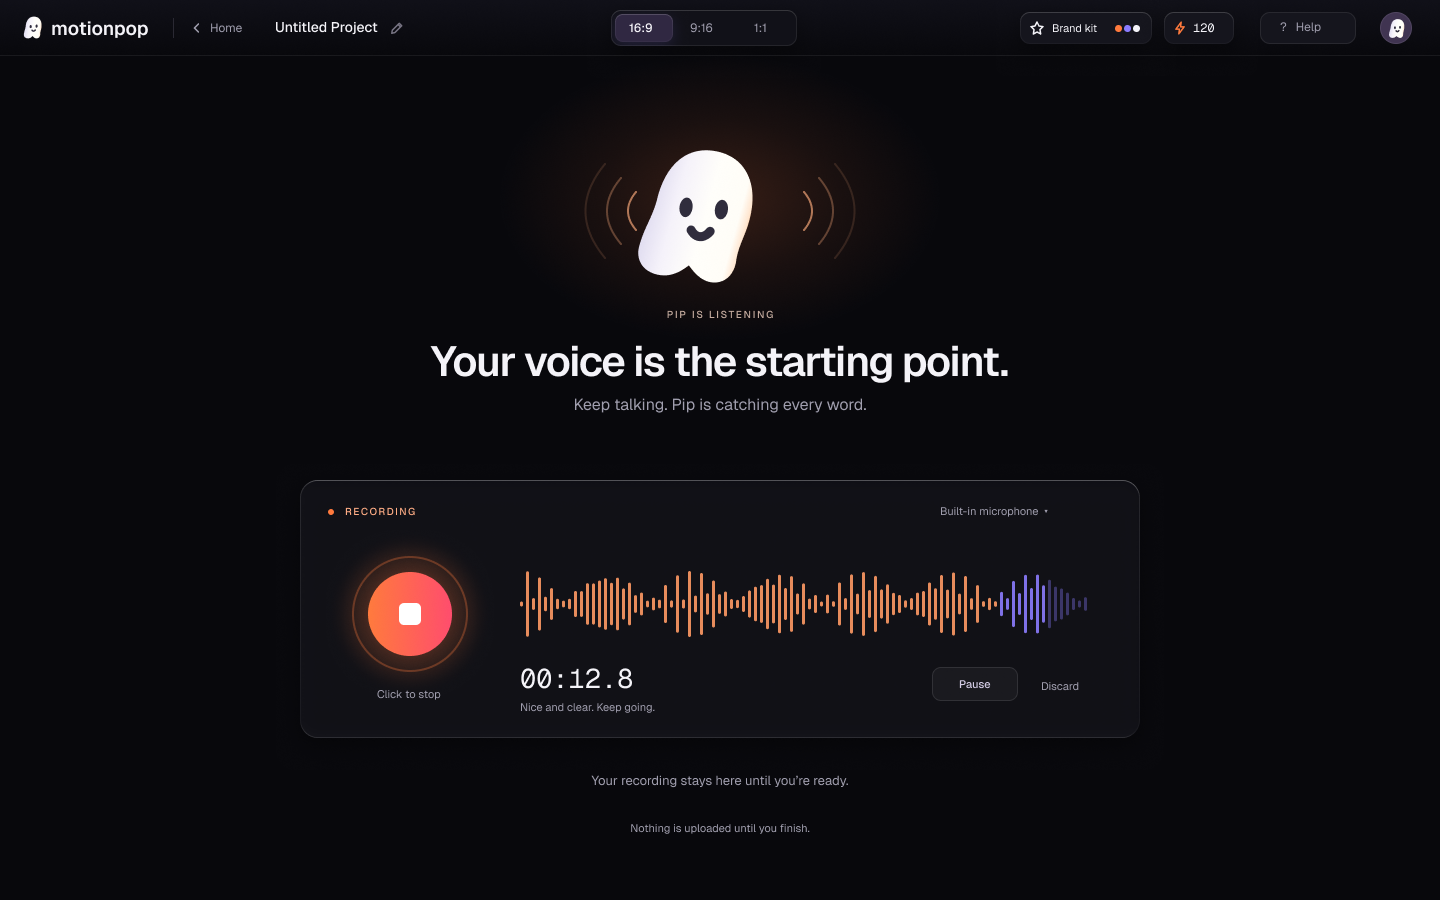 motionpop
Home
Untitled Project
16:9
9:16
1:1
Brand kit
120
? Help
PIP IS LISTENING
Your voice is the starting point.
Keep talking. Pip is catching every word.
RECORDING
Built-in microphone
00:12.8
Nice and clear. Keep going.
Click to stop
Pause
Discard
Your recording stays here until you're ready.
Nothing is uploaded until you finish.